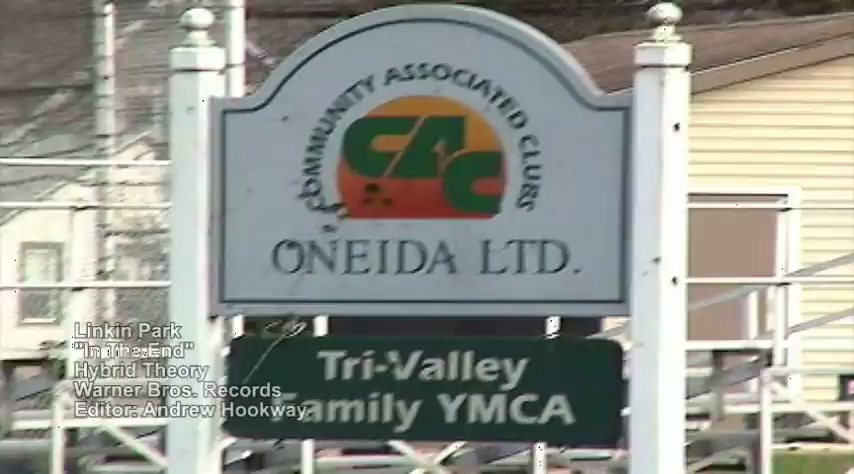 COMMUNITY ASSOCIATED CLUBS
CAC
ONEIDA LTD.
Tri-Valley
Family YMCA
Linkin Park
"In The End"
Hybrid Theory
Warner Bros. Records
Editor: Andrew Hookway